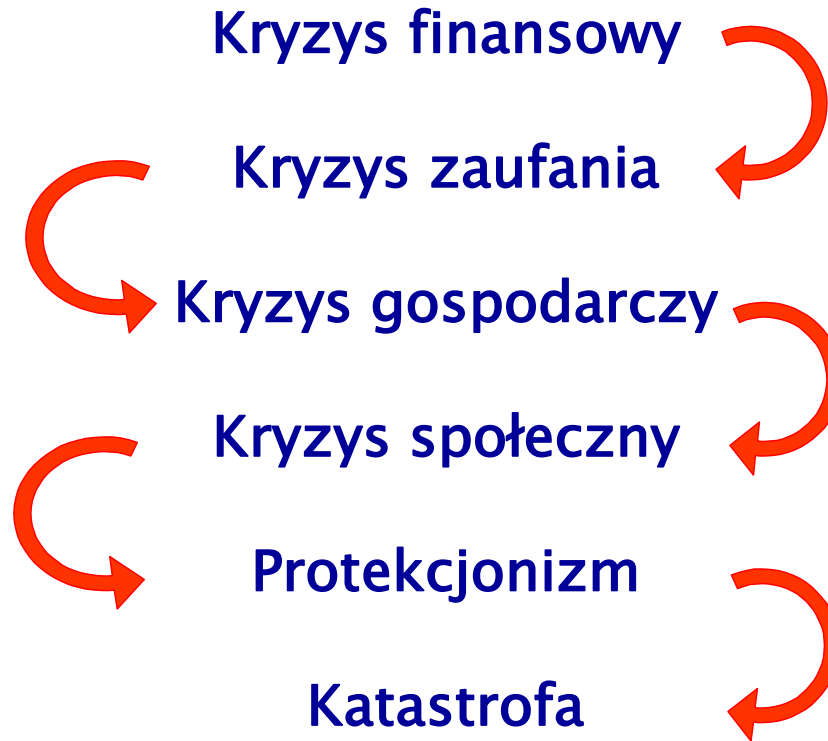 Kryzys finansowy
Kryzys zaufania
Kryzys gospodarczy
Kryzys społeczny
Protekcjonizm
Katastrofa